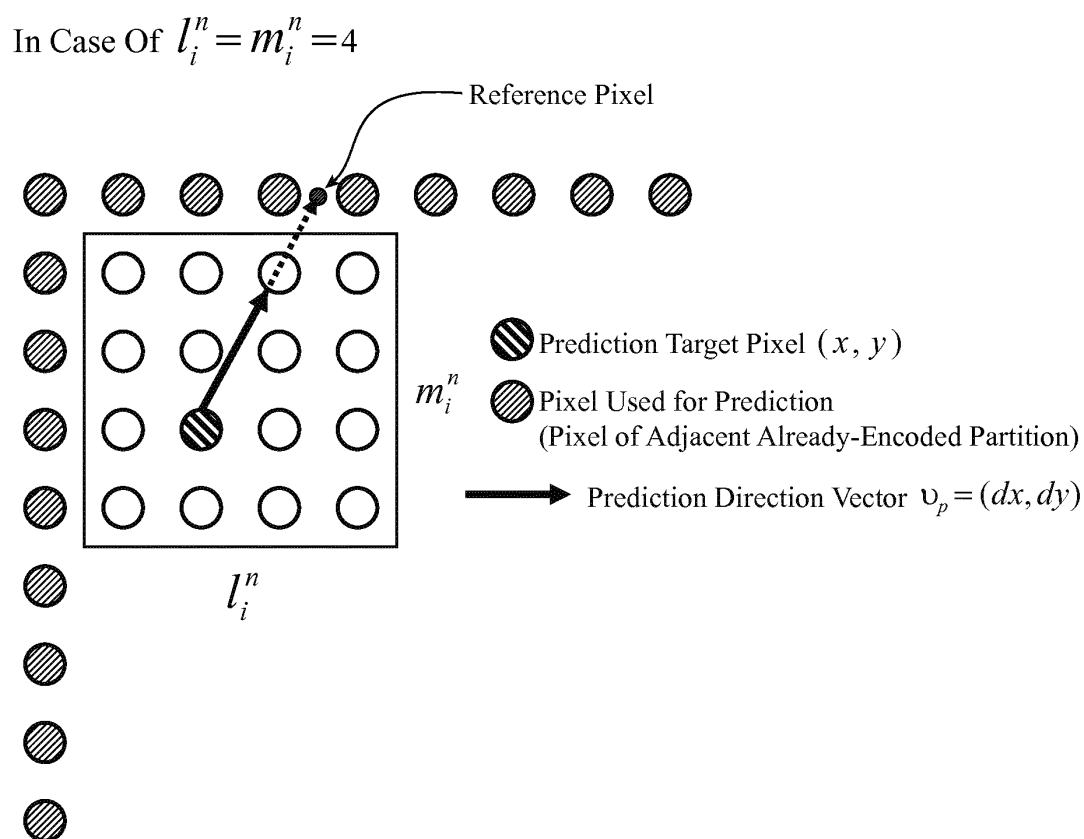 In Case Of $l_i^n = m_i^n = 4$
Reference Pixel
Prediction Target Pixel $(x, y)$
$m_i^n$
Pixel Used for Prediction
(Pixel of Adjacent Already-Encoded Partition)
Prediction Direction Vector $\upsilon_p = (dx, dy)$
$l_i^n$